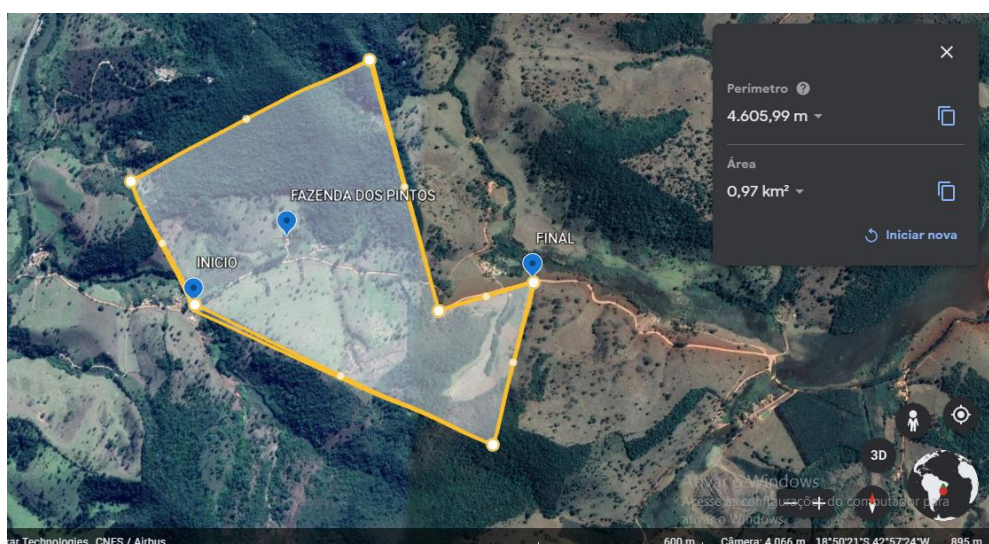 Perímetro
4.605,99 m
Área
0,97 km²
Iniciar nova
FAZENDA DOS PINTOS
FINAL
INICIO
3D
Ativar o Windows
Acesse as configurações do computador para
ativar o Windows.
rar Technologies, CNES / Airbus
600 m Câmera: 4.066 m 18°50'21"S 42°57'24"W 895 m